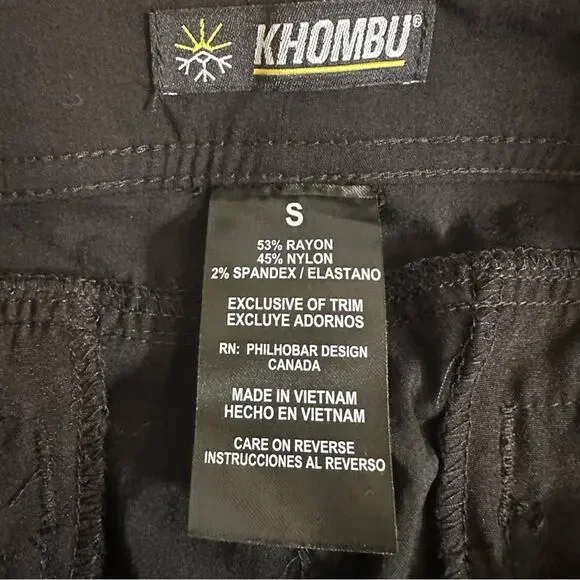 KHOMBU®
S
53% RAYON
45% NYLON
2% SPANDEX / ELASTANO
EXCLUSIVE OF TRIM
EXCLUYE ADORNOS
RN: PHILHOBAR DESIGN
CANADA
MADE IN VIETNAM
HECHO EN VIETNAM
CARE ON REVERSE
INSTRUCCIONES AL REVERSO